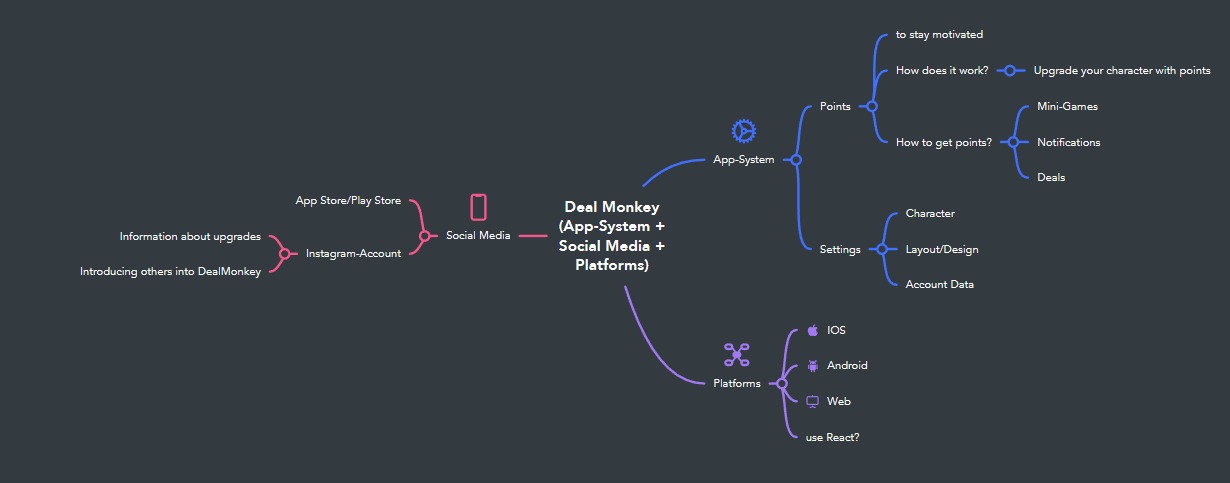 Deal Monkey
(App-System +
Social Media +
Platforms)
App-System
Points
to stay motivated
How does it work?
Upgrade your character with points
How to get points?
Mini-Games
Notifications
Deals
Settings
Character
Layout/Design
Account Data
Social Media
App Store/Play Store
Instagram-Account
Information about upgrades
Introducing others into DealMonkey
Platforms
IOS
Android
Web
use React?